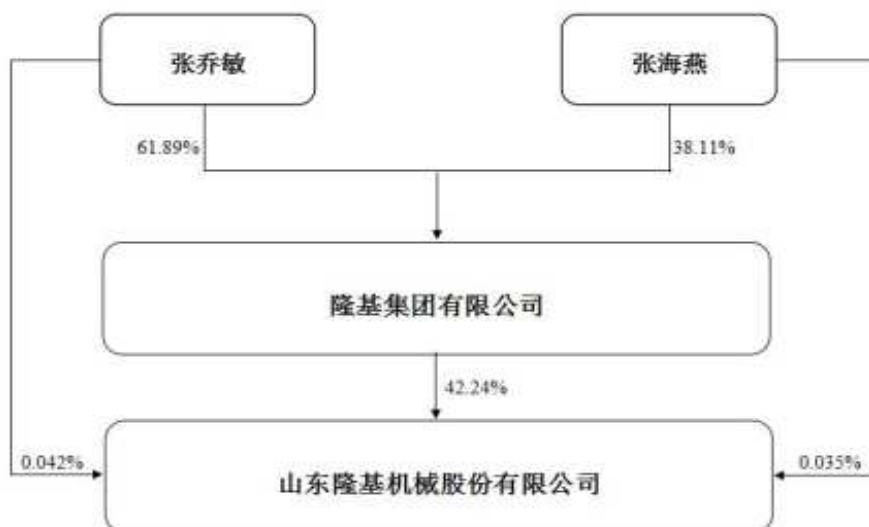 张乔敏
张海燕
61.89%
38.11%
隆基集团有限公司
42.24%
0.042%
0.035%
山东隆基机械股份有限公司